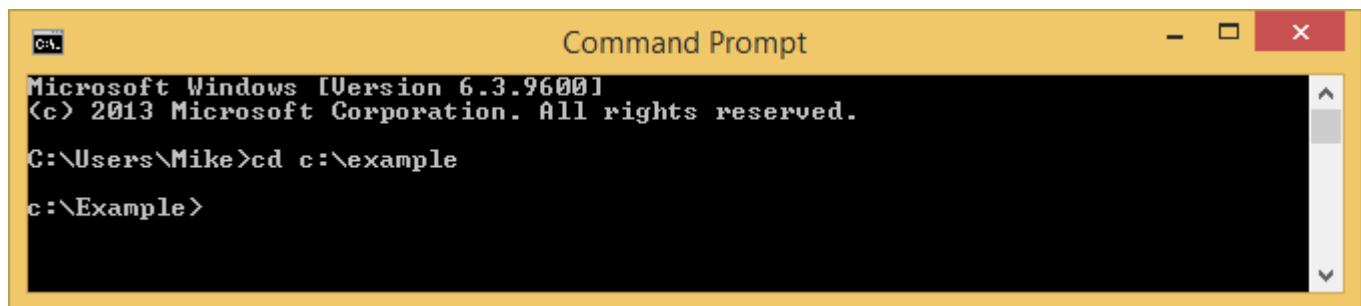 C:\.
Command Prompt
Microsoft Windows [Version 6.3.9600]
(c) 2013 Microsoft Corporation. All rights reserved.
C:\Users\Mike>cd c:\example
c:\Example>